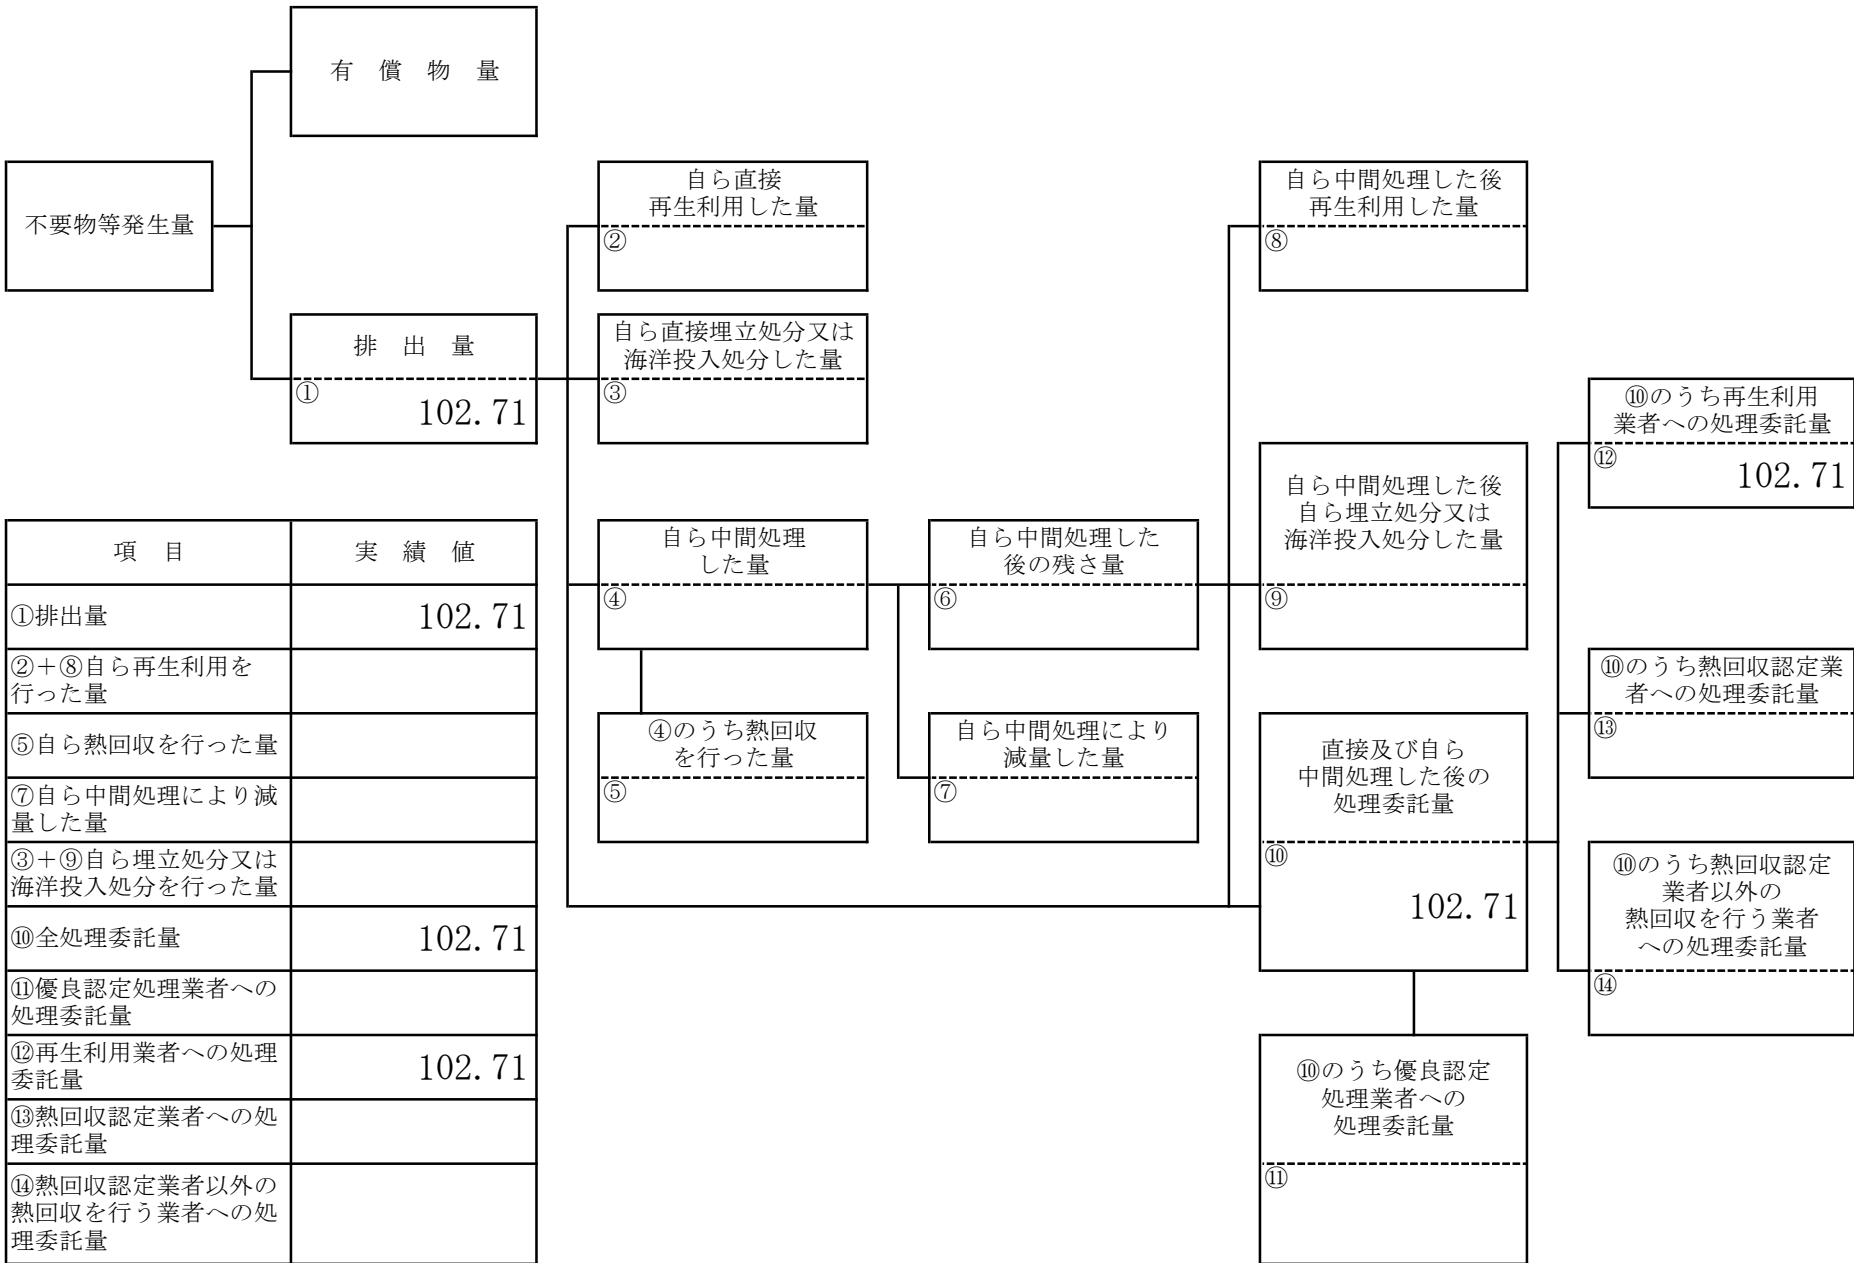 有 償 物 量
不要物等発生量
排 出 量
①
102.71
自ら直接
再生利用した量
②
自ら直接埋立処分又は
海洋投入処分した量
③
自ら中間処理
した量
④
④のうち熱回収
を行った量
⑤
自ら中間処理した
後の残さ量
⑥
自ら中間処理により
減量した量
⑦
自ら中間処理した後
再生利用した量
⑧
自ら中間処理した後
自ら埋立処分又は
海洋投入処分した量
⑨
直接及び自ら
中間処理した後の
処理委託量
⑩
102.71
⑩のうち優良認定
処理業者への
処理委託量
⑪
⑩のうち再生利用
業者への処理委託量
⑫
102.71
⑩のうち熱回収認定業
者への処理委託量
⑬
⑩のうち熱回収認定
業者以外の
熱回収を行う業者
への処理委託量
⑭
項 目 実 績 値
①排出量 102.71
②＋⑧自ら再生利用を
行った量
⑤自ら熱回収を行った量
⑦自ら中間処理により減
量した量
③＋⑨自ら埋立処分又は
海洋投入処分を行った量
⑩全処理委託量 102.71
⑪優良認定処理業者への
処理委託量
⑫再生利用業者への処理
委託量 102.71
⑬熱回収認定業者への処
理委託量
⑭熱回収認定業者以外の
熱回収を行う業者への処
理委託量